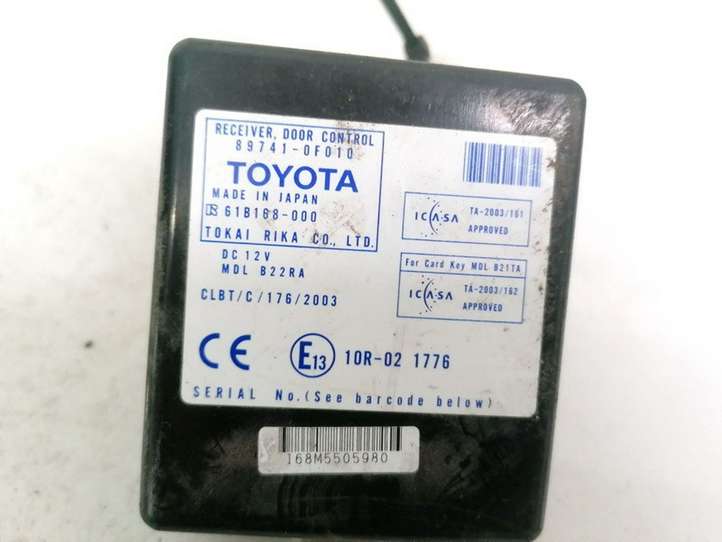 RECEIVER, DOOR CONTROL
89741-0F010
TOYOTA
MADE IN JAPAN
61B168-000
TOKAI RIKA CO., LTD.
DC 12V
MDL B22RA
CLBT/C/176/2003
ICASA
TA-2003/161
APPROVED
For Card Key MDL B21TA
ICASA
TA-2003/162
APPROVED
CE
E13 10R-02 1776
SERIAL No.(See barcode below)
168M5505980